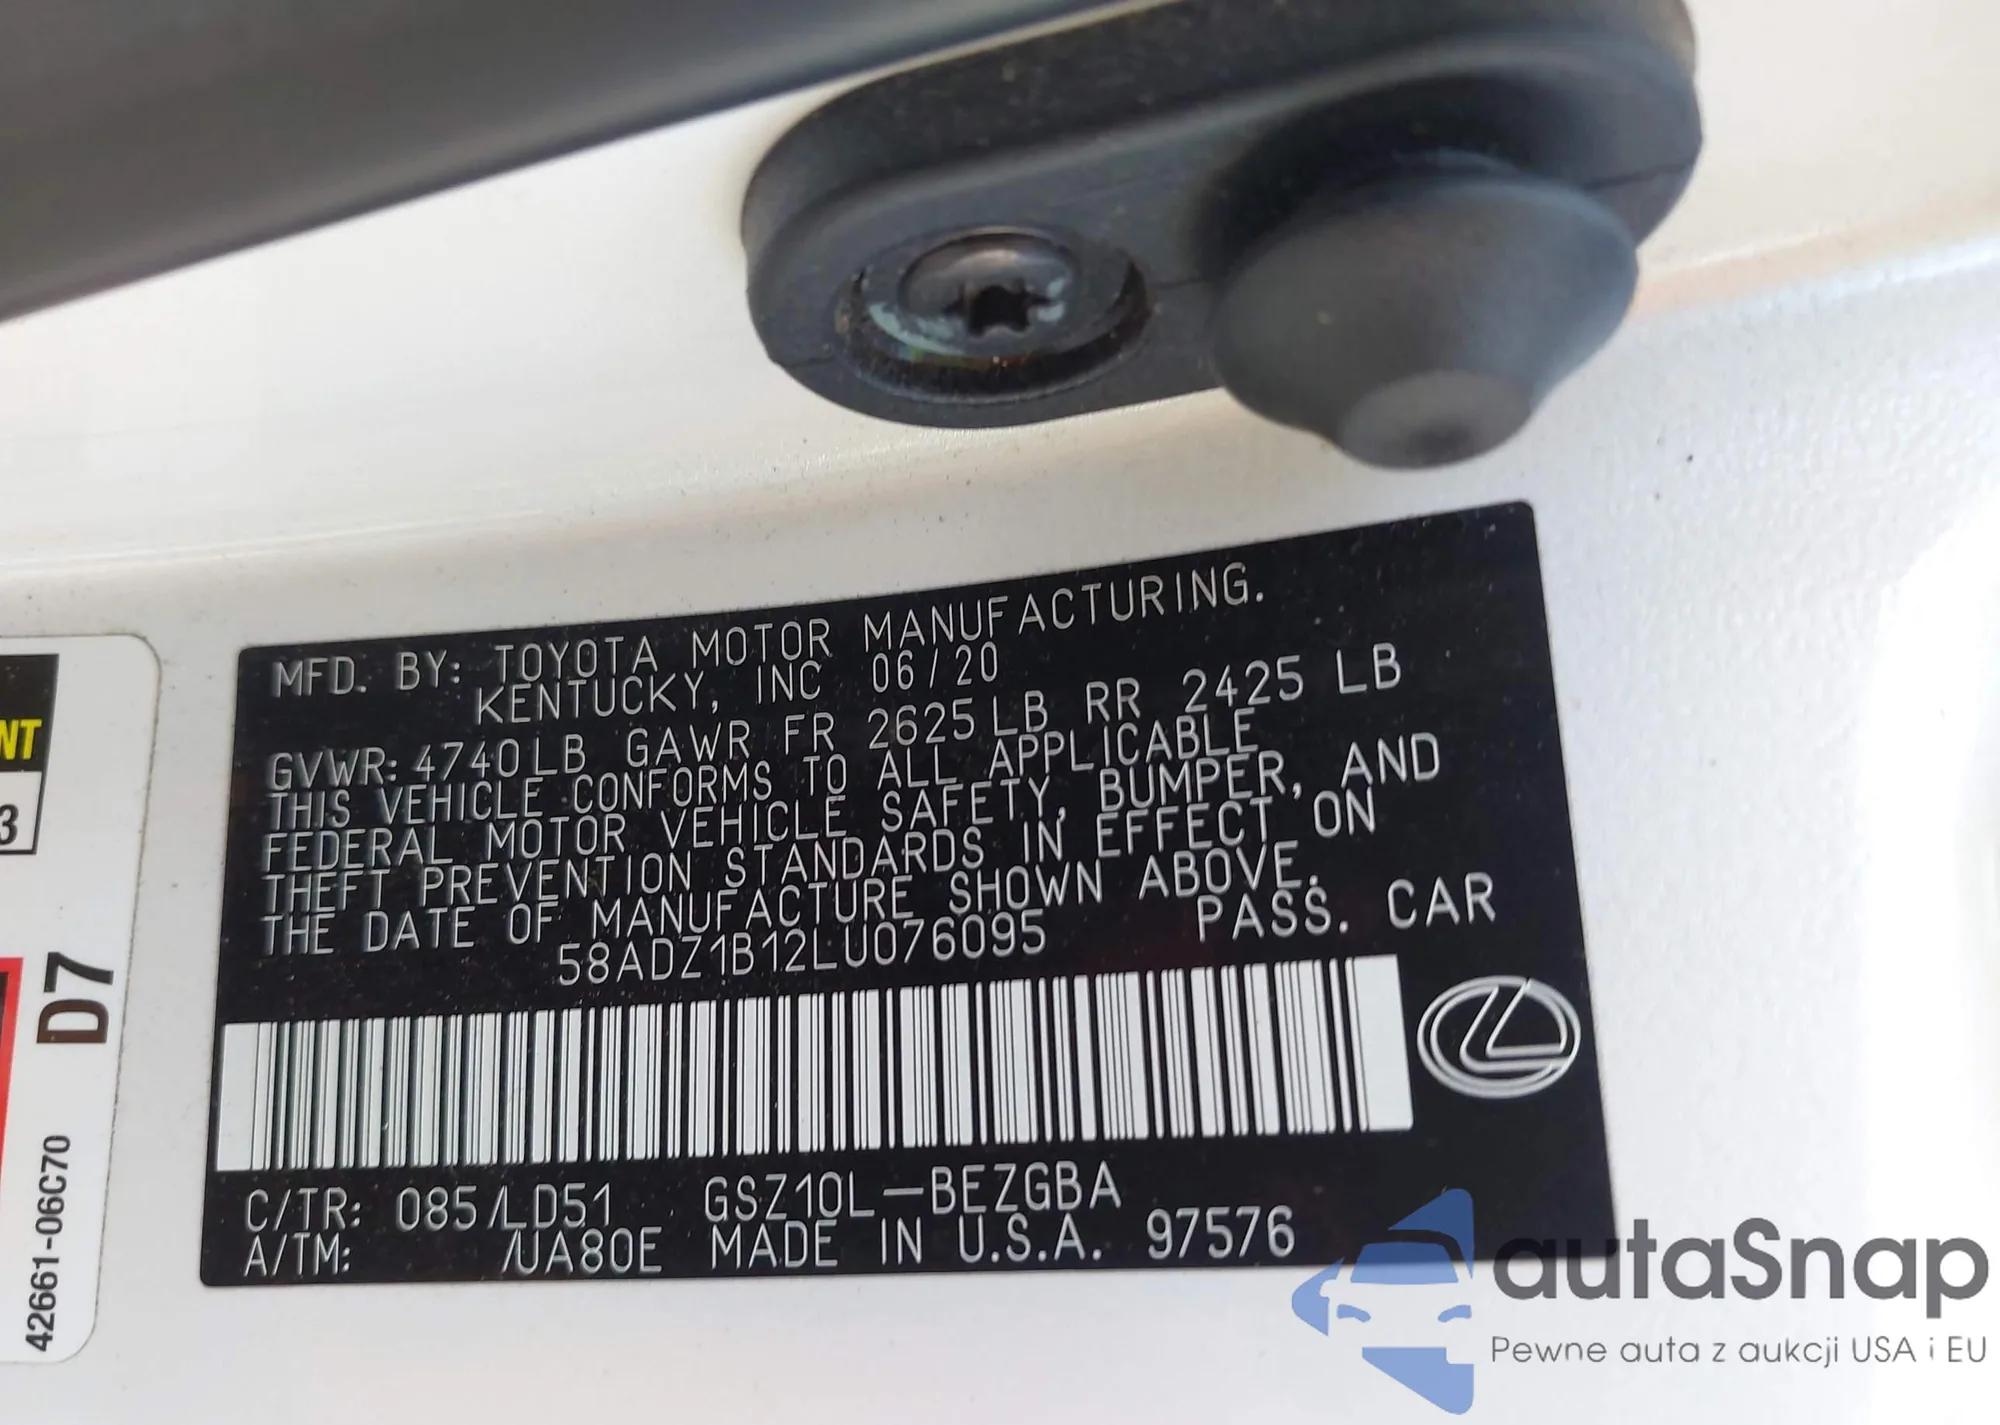 MFD. BY: TOYOTA MOTOR MANUFACTURING.
KENTUCKY, INC 06/20
GVWR: 4740LB GAWR FR 2625LB RR 2425 LB
THIS VEHICLE CONFORMS TO ALL APPLICABLE
FEDERAL MOTOR VEHICLE SAFETY, BUMPER, AND
THEFT PREVENTION STANDARDS IN EFFECT ON
THE DATE OF MANUFACTURE SHOWN ABOVE.
58ADZ1B12LU076095 PASS. CAR
C/TR: 085/LD51 GSZ10L-BEZGBA
A/TM: /UA80E MADE IN U.S.A. 97576
NT
3
D7
42661-06C70
autaSnap
Pewne auta z aukcji USA i EU